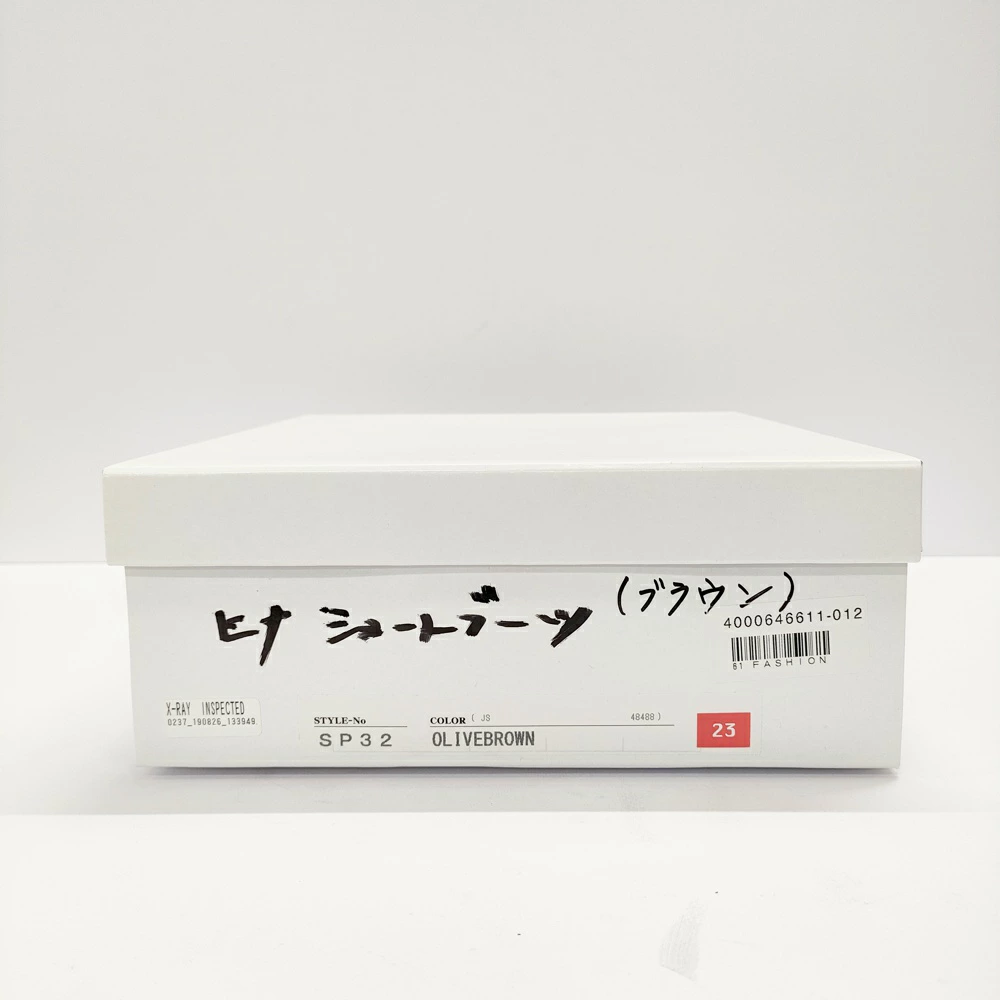 ヒナ ショートブーツ (ブラウン)
4000646611-012
61 FASHION
X-RAY INSPECTED
0237_190826_133949
STYLE-No
SP32
COLOR ( JS 48488 )
OLIVEBROWN
23